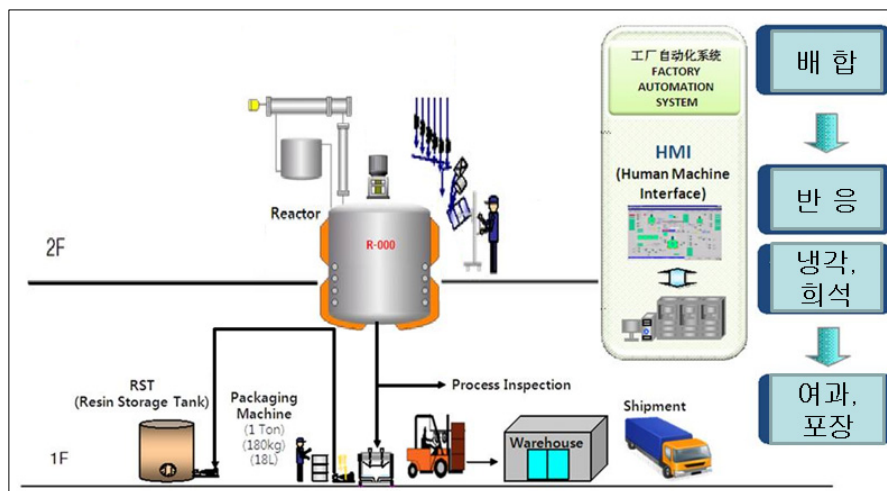 工厂自动化系统
FACTORY
AUTOMATION
SYSTEM
HMI
(Human Machine
Interface)
배 합
반 응
냉각,
희석
여과,
포장
Reactor
R-000
2F
RST
(Resin Storage Tank)
Packaging
Machine
(1 Ton)
(180kg)
(18L)
Process Inspection
Warehouse
Shipment
1F